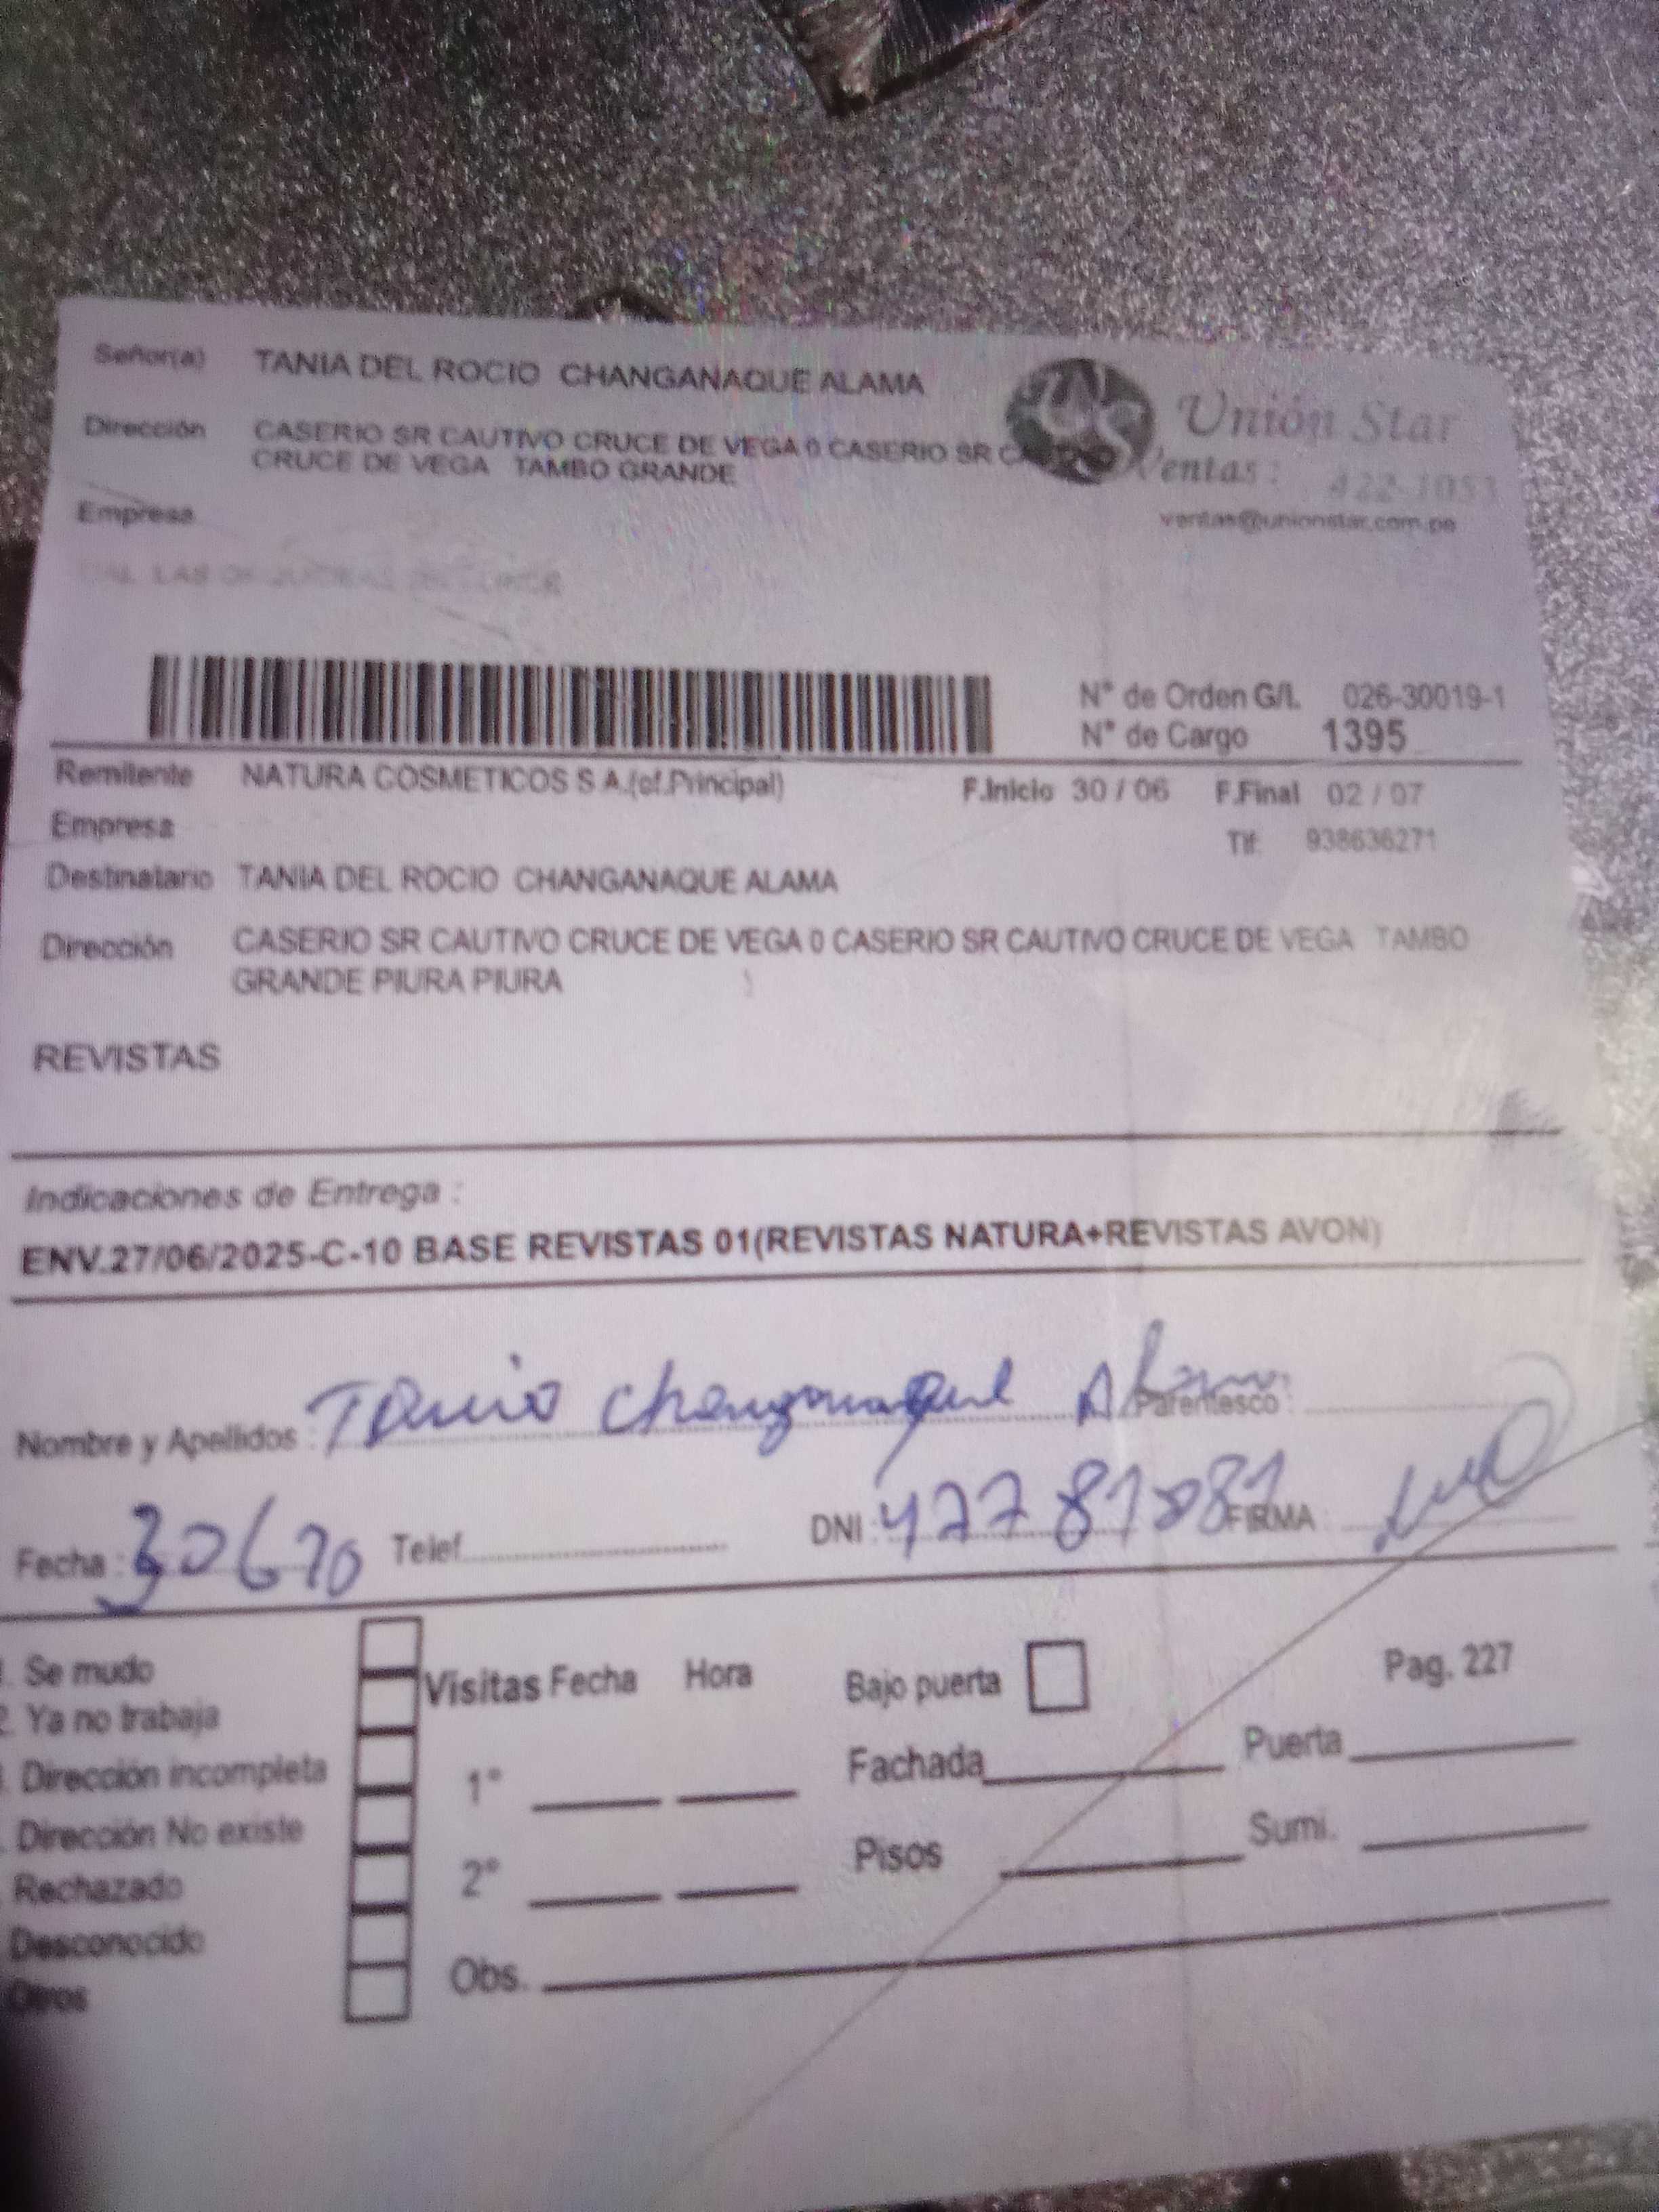 Señor(a) TANIA DEL ROCIO CHANGANAQUE ALAMA
Unión Star
Dirección CASERIO SR CAUTIVO CRUCE DE VEGA 0 CASERIO SR
CRUCE DE VEGA TAMBO GRANDE
Ventas: 422-1051
ventas@unionstar.com.pe
Empresa
N° de Orden G/I. 026-30019-1
N° de Cargo 1395
Remitente NATURA COSMETICOS S.A.(of.Principal) F.Inicio 30 / 06 F.Final 02 / 07
Empresa Tlf: 938636271
Destinatario TANIA DEL ROCIO CHANGANAQUE ALAMA
Dirección CASERIO SR CAUTIVO CRUCE DE VEGA 0 CASERIO SR CAUTIVO CRUCE DE VEGA TAMBO
GRANDE PIURA PIURA
REVISTAS
Indicaciones de Entrega :
ENV.27/06/2025-C-10 BASE REVISTAS 01(REVISTAS NATURA+REVISTAS AVON)
Nombre y Apellidos : Tania Changanaque Alama Parentesco :
Fecha : Telef. DNI : FIRMA :
Se mudo
Visitas Fecha Hora Bajo puerta Pag. 227
Ya no trabaja
Dirección incompleta 1° Fachada Puerta
Dirección No existe
Rechazado 2° Pisos Sumi.
Desconocido
Otros Obs.